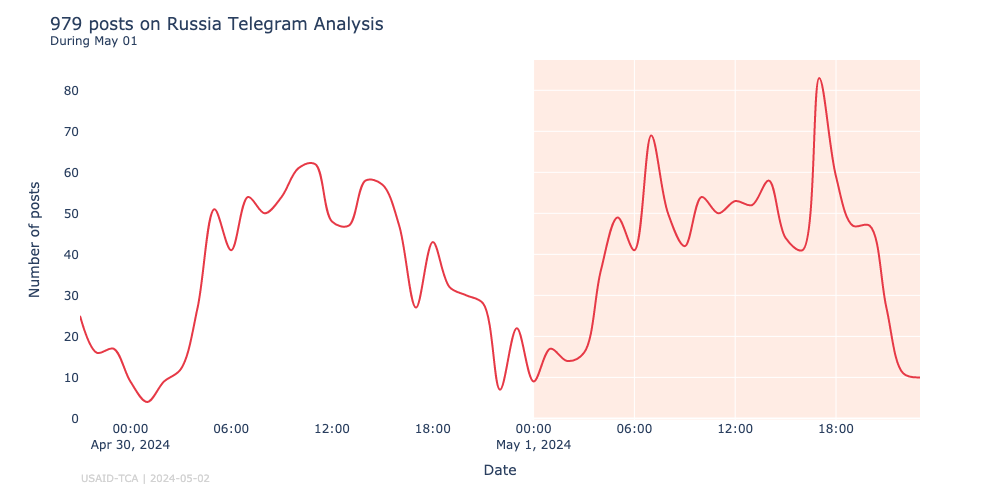 979 posts on Russia Telegram Analysis
During May 01
Number of posts
80
70
60
50
40
30
20
10
0
00:00 06:00 12:00 18:00 00:00 06:00 12:00 18:00
Apr 30, 2024 May 1, 2024
Date
USAID-TCA | 2024-05-02